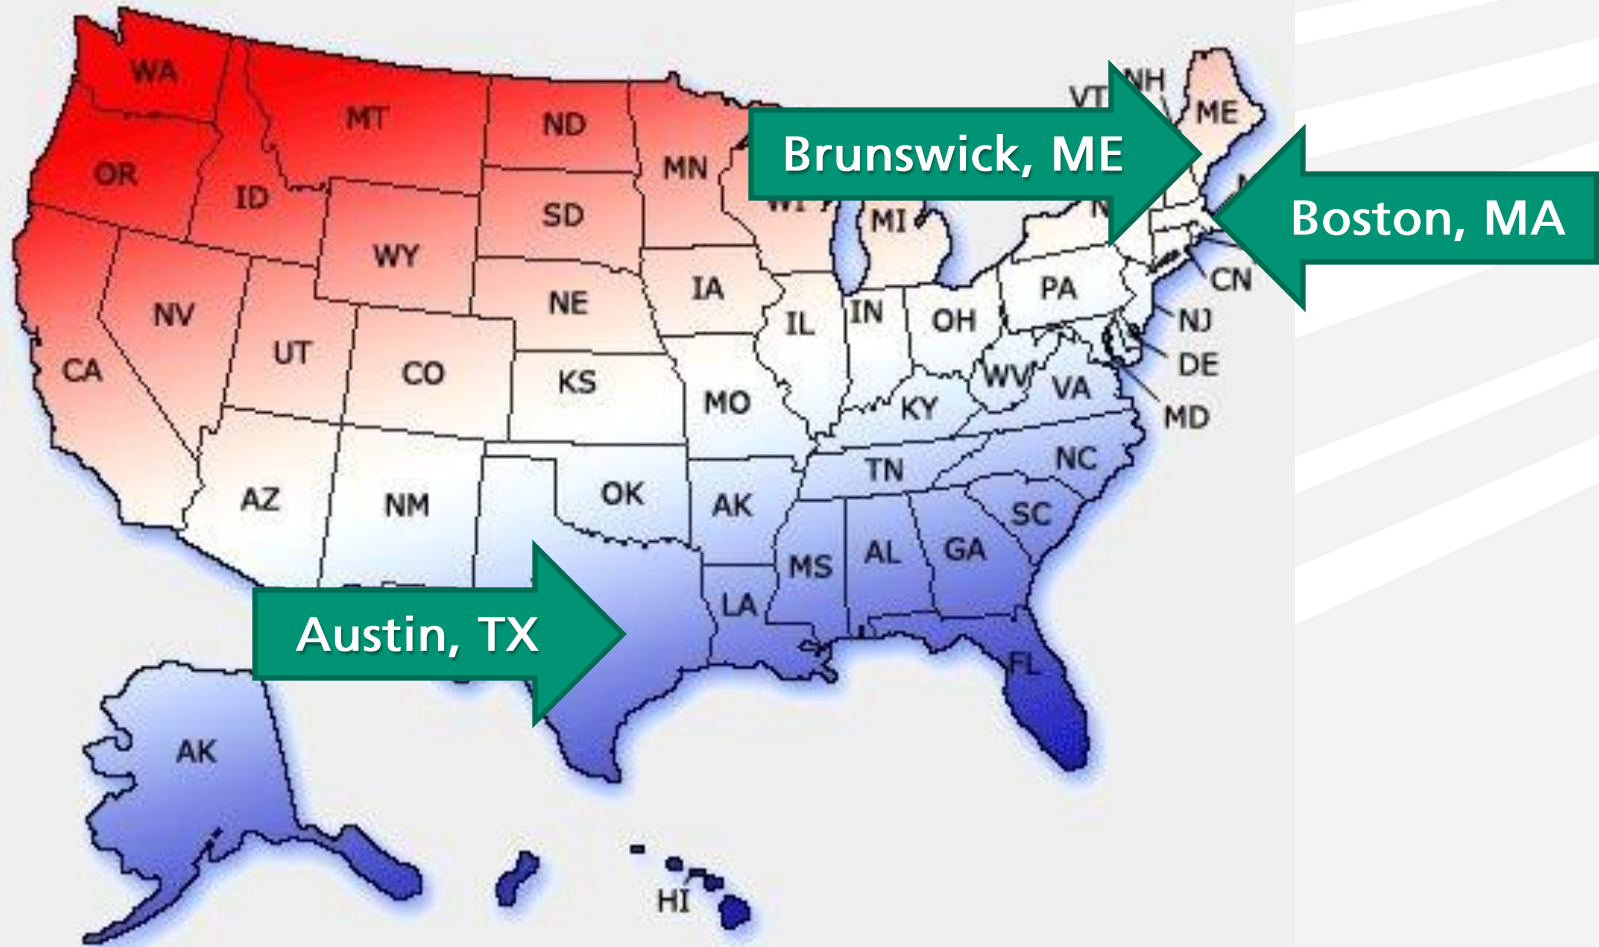 WA
MT
ND
MN
OR
ID
SD
WY
WI
MI
VT
NH
ME
Brunswick, ME
Boston, MA
CA
NV
UT
CO
NE
IA
KS
MO
IL
IN
OH
PA
CN
NJ
DE
MD
WV
VA
KY
TN
NC
SC
AZ
NM
OK
AK
MS
AL
GA
LA
FL
Austin, TX
AK
HI